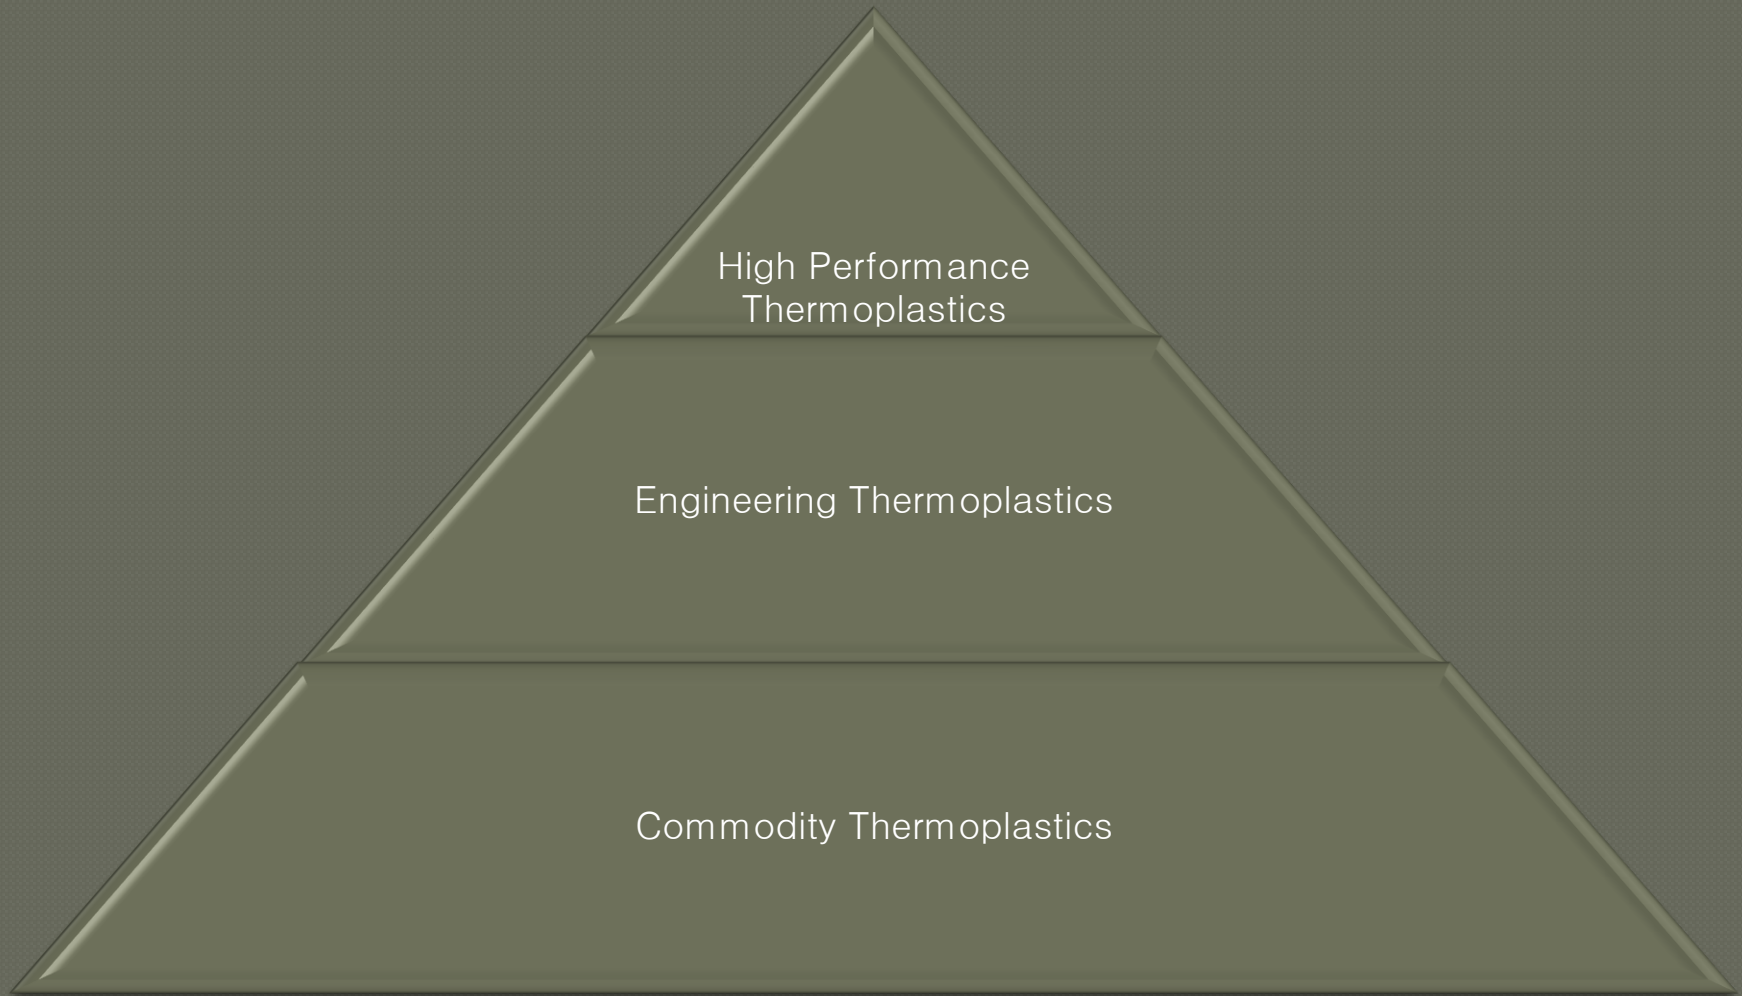 High Performance
Thermoplastics
Engineering Thermoplastics
Commodity Thermoplastics